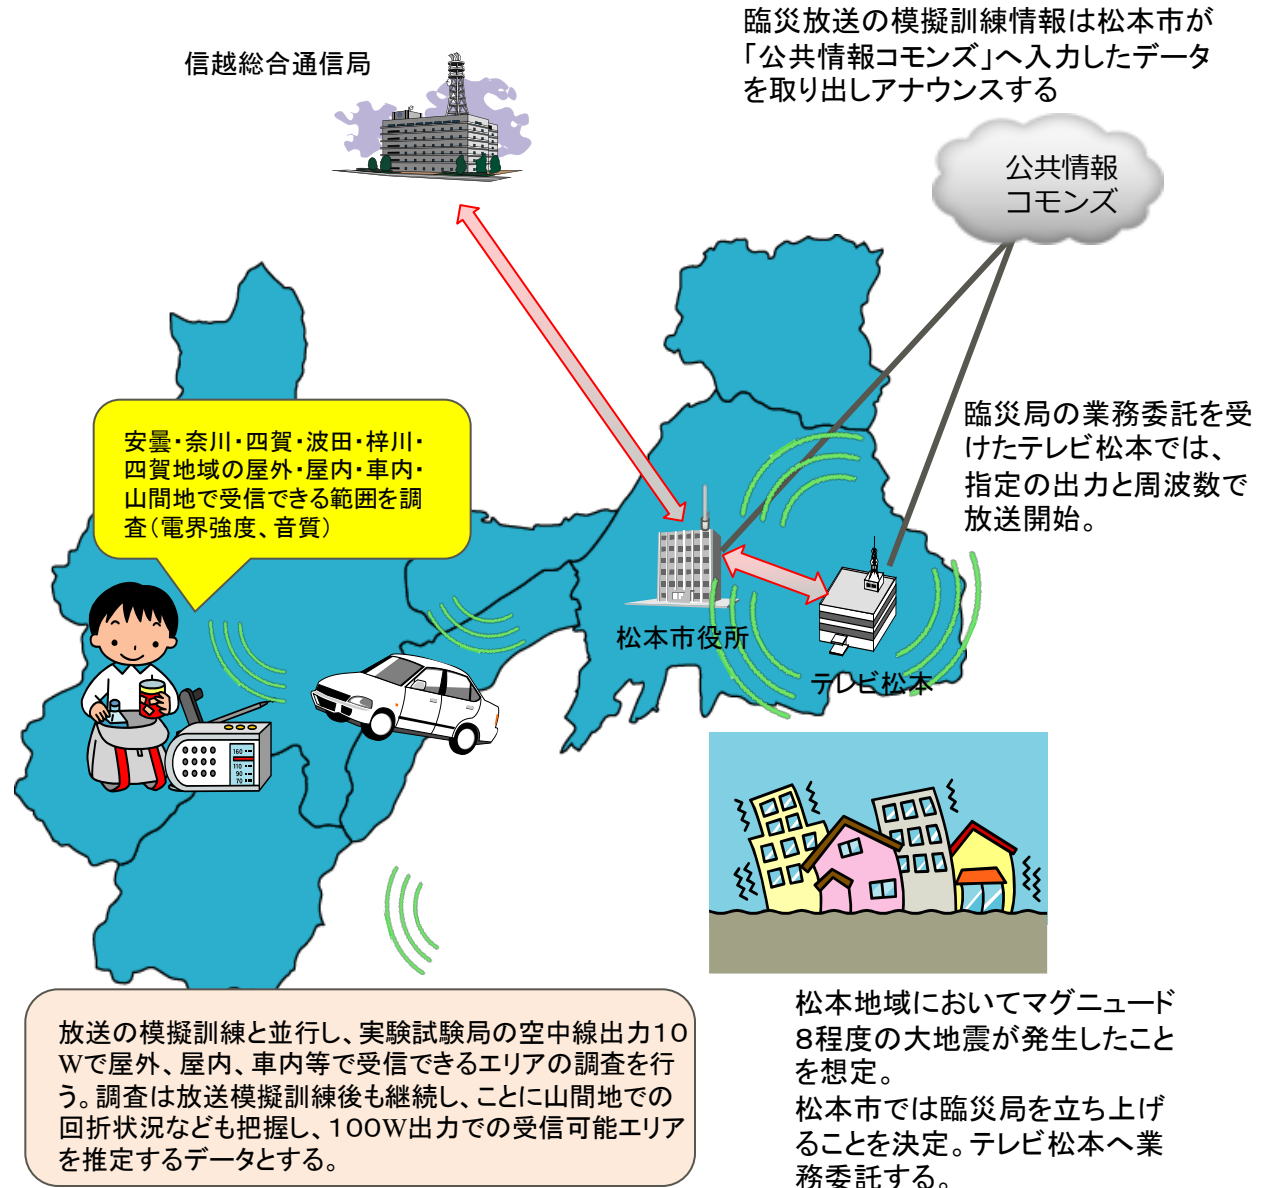 臨災放送の模擬訓練情報は松本市が
「公共情報コモンズ」へ入力したデータ
を取り出しアナウンスする
信越総合通信局
公共情報
コモンズ
臨災局の業務委託を受
けたテレビ松本では、
指定の出力と周波数で
放送開始。
安曇・奈川・四賀・波田・梓川・
四賀地域の屋外・屋内・車内・
山間地で受信できる範囲を調
査（電界強度、音質）
松本市役所
テレビ松本
160
110
90
70
放送の模擬訓練と並行し、実験試験局の空中線出力１０
Wで屋外、屋内、車内等で受信できるエリアの調査を行
う。調査は放送模擬訓練後も継続し、ことに山間地での
回折状況なども把握し、１００W出力での受信可能エリア
を推定するデータとする。
松本地域においてマグニュード
８程度の大地震が発生したこと
を想定。
松本市では臨災局を立ち上げ
ることを決定。テレビ松本へ業
務委託する。